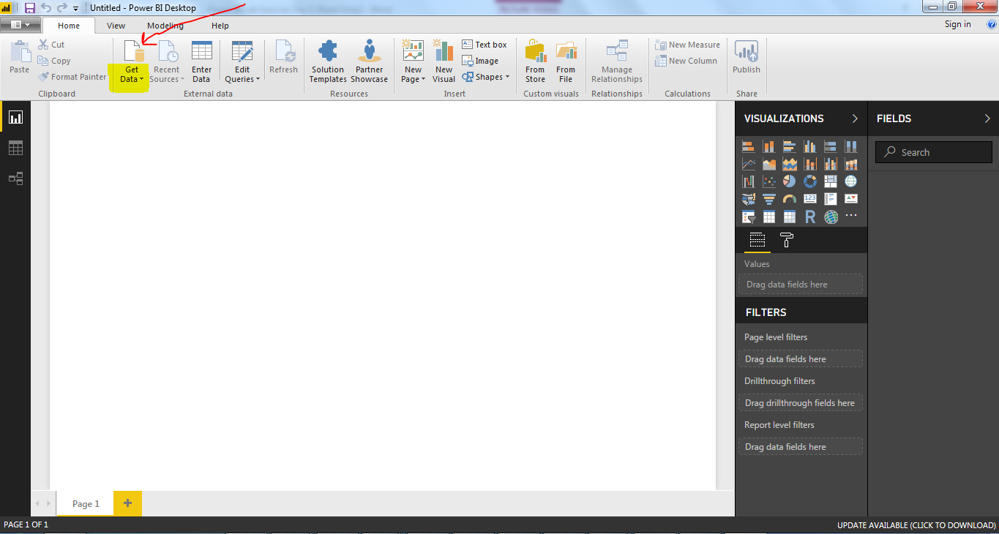 Untitled - Power BI Desktop
Home View Modeling Help Sign in
Paste
Cut
Copy
Format Painter
Clipboard
Get Data
Recent Sources
Enter Data
Edit Queries
External data
Refresh
Solution Templates
Partner Showcase
Resources
New Page
New Visual
Text box
Image
Shapes
Insert
From Store
From File
Custom visuals
Manage Relationships
Relationships
New Measure
New Column
Calculations
Publish
Share
VISUALIZATIONS
123
R
Values
Drag data fields here
FILTERS
Page level filters
Drag data fields here
Drillthrough filters
Drag drillthrough fields here
Report level filters
Drag data fields here
FIELDS
Search
Page 1
PAGE 1 OF 1
UPDATE AVAILABLE (CLICK TO DOWNLOAD)